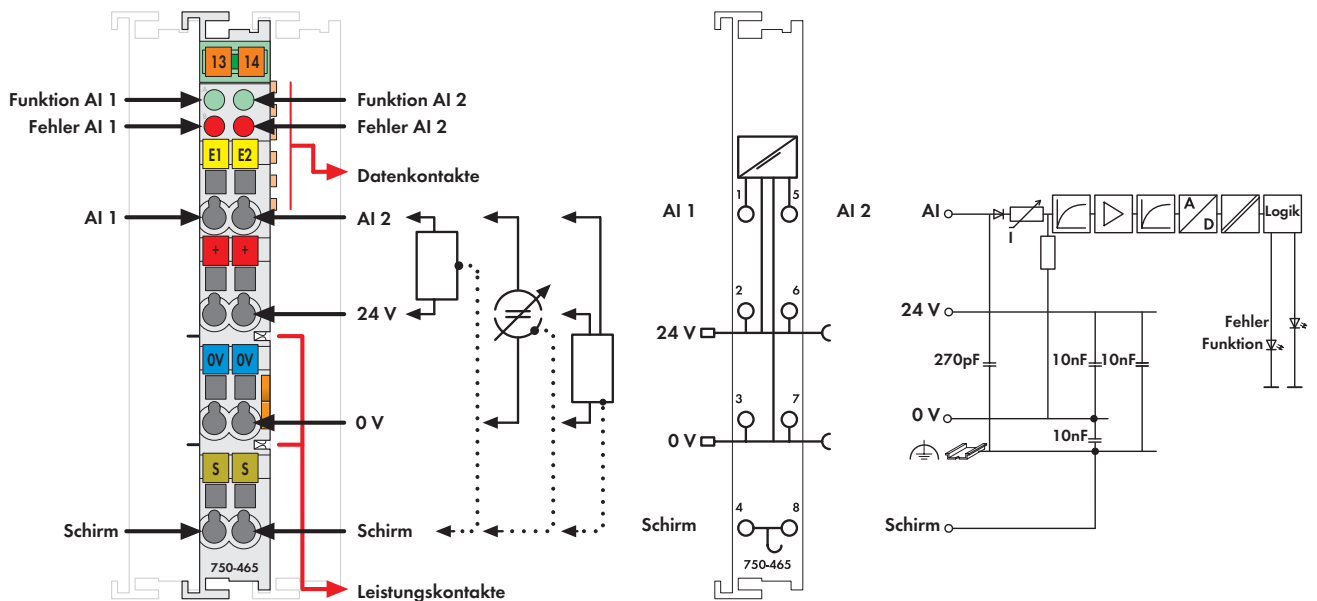 13 14
Funktion AI 1
Funktion AI 2
Fehler AI 1
Fehler AI 2
E1 E2
Datenkontakte
AI 1
AI 2
+ +
24 V
0V 0V
0 V
S S
Schirm
Schirm
750-465
Leistungskontakte
1 5
AI 1
AI 2
2 6
24 V
3 7
0 V
4 8
Schirm
750-465
AI
I
A
D
Logik
24 V
270pF
10nF
10nF
Fehler
Funktion
0 V
10nF
Schirm